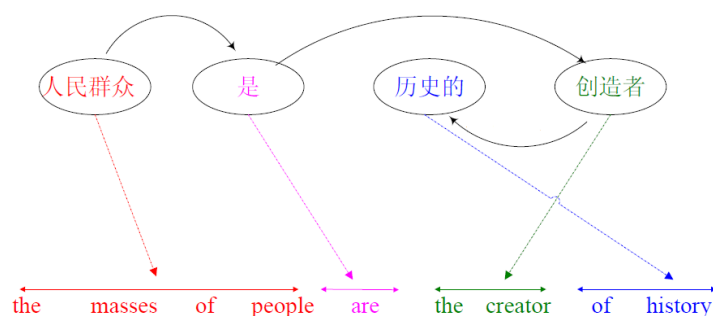 人民群众 是 历史的 创造者
the masses of people are the creator of history